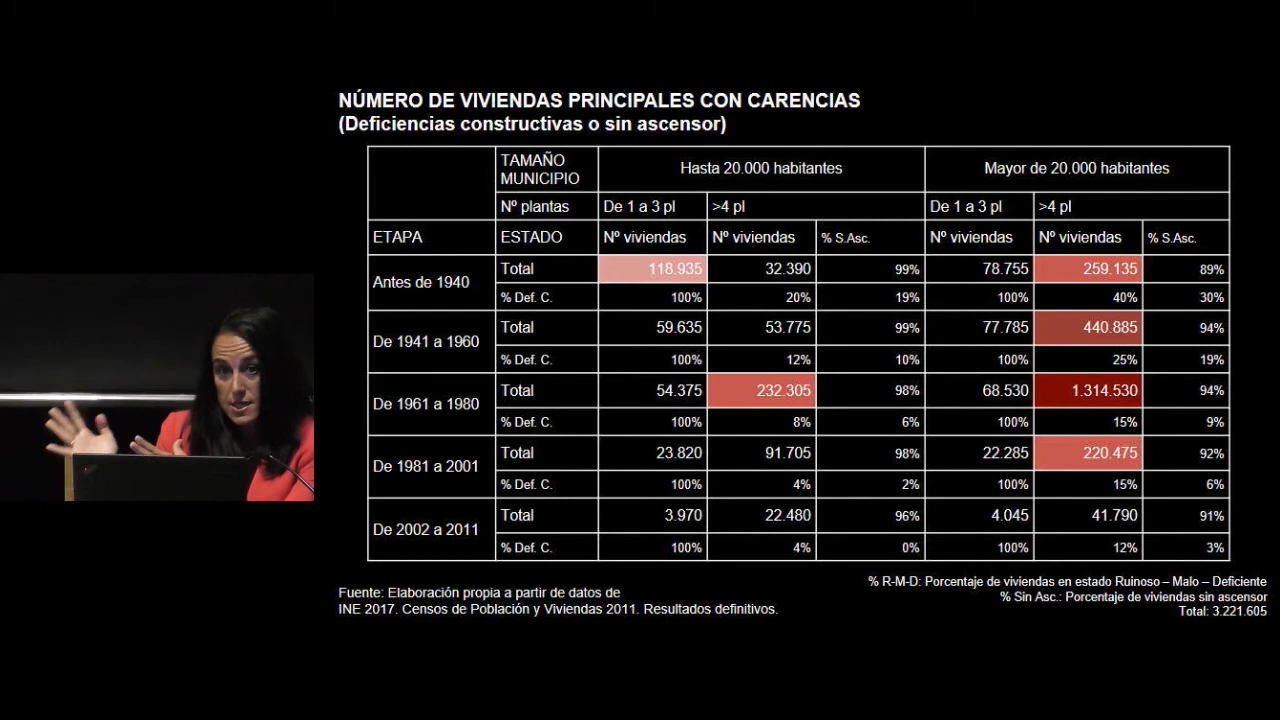 NÚMERO DE VIVIENDAS PRINCIPALES CON CARENCIAS
(Deficiencias constructivas o sin ascensor)
TAMAÑO MUNICIPIO Hasta 20.000 habitantes Mayor de 20.000 habitantes
Nº plantas De 1 a 3 pl >4 pl De 1 a 3 pl >4 pl
ETAPA ESTADO Nº viviendas Nº viviendas % S.Asc. Nº viviendas Nº viviendas % S.Asc.
Antes de 1940 Total 118.935 32.390 99% 78.755 259.135 89%
% Def. C. 100% 20% 19% 100% 40% 30%
De 1941 a 1960 Total 59.635 53.775 99% 77.785 440.885 94%
% Def. C. 100% 12% 10% 100% 25% 19%
De 1961 a 1980 Total 54.375 232.305 98% 68.530 1.314.530 94%
% Def. C. 100% 8% 6% 100% 15% 9%
De 1981 a 2001 Total 23.820 91.705 98% 22.285 220.475 92%
% Def. C. 100% 4% 2% 100% 15% 6%
De 2002 a 2011 Total 3.970 22.480 96% 4.045 41.790 91%
% Def. C. 100% 4% 0% 100% 12% 3%
Fuente: Elaboración propia a partir de datos de
INE 2017. Censos de Población y Viviendas 2011. Resultados definitivos.
% R-M-D: Porcentaje de viviendas en estado Ruinoso – Malo – Deficiente
% Sin Asc.: Porcentaje de viviendas sin ascensor
Total: 3.221.605